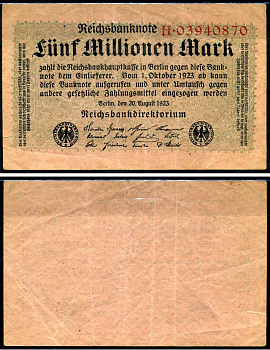 Reichsbanknote
H·03940870
Fünf Millionen Mark
zahlt die Reichsbankhauptkasse in Berlin gegen diese Bank-
note dem Einlieferer. Vom 1. Oktober 1923 ab kann
diese Banknote aufgerufen und unter Umtausch gegen
andere gesetzliche Zahlungsmittel eingezogen werden
Berlin, den 20. August 1923
Reichsbankdirektorium